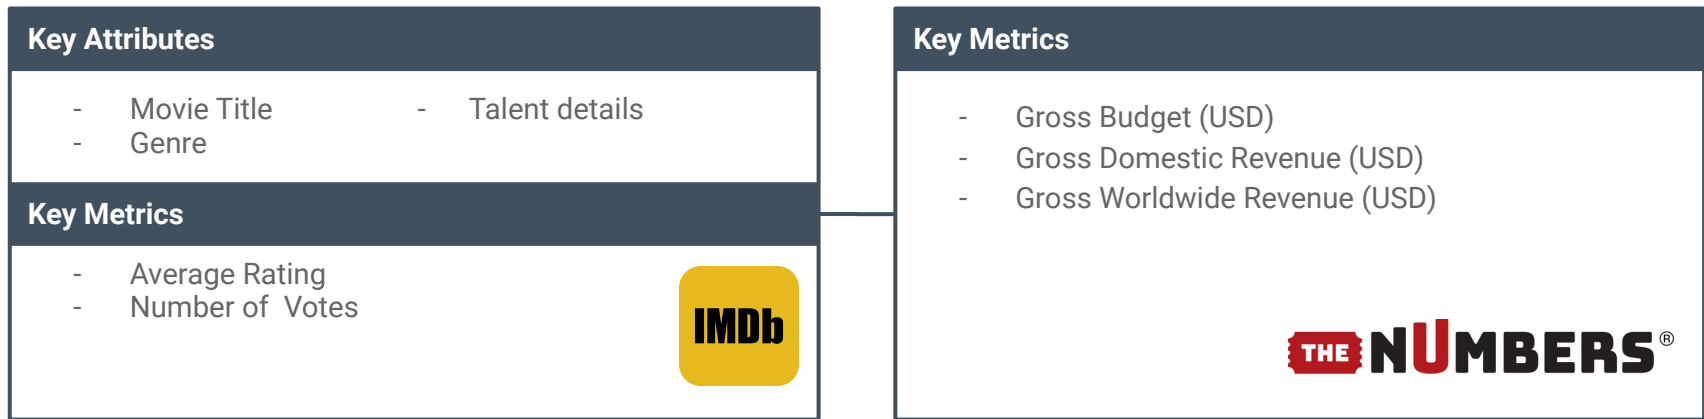 Key Attributes
- Movie Title
- Genre
- Talent details
Key Metrics
- Average Rating
- Number of  Votes
IMDb
Key Metrics
- Gross Budget (USD)
- Gross Domestic Revenue (USD)
- Gross Worldwide Revenue (USD)
THE NUMBERS®